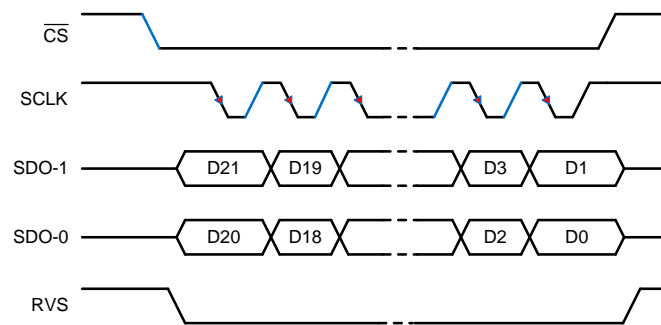 CS
SCLK
SDO-1 D21 D19 D3 D1
SDO-0 D20 D18 D2 D0
RVS